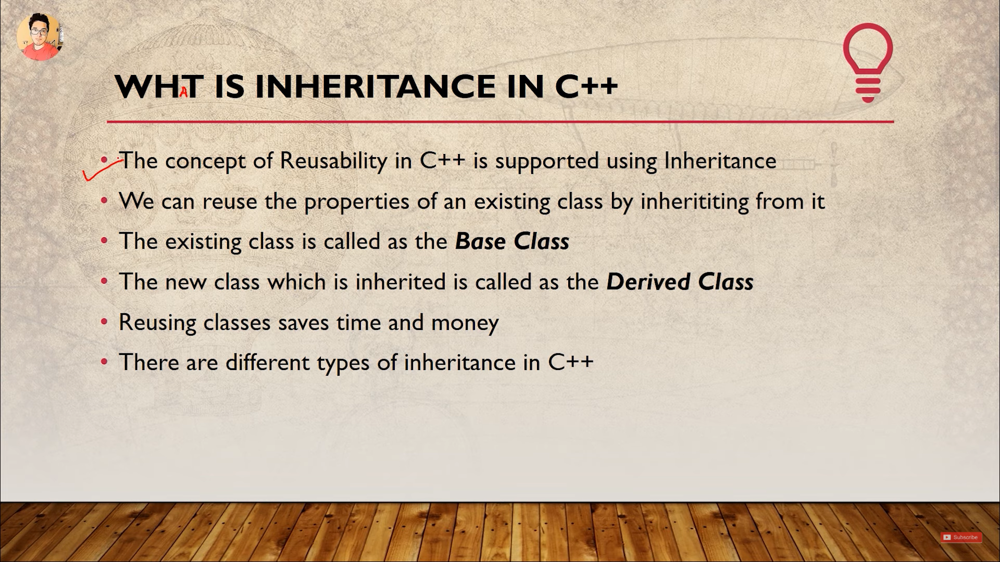 WHAT IS INHERITANCE IN C++
• The concept of Reusability in C++ is supported using Inheritance
• We can reuse the properties of an existing class by inherititing from it
• The existing class is called as the Base Class
• The new class which is inherited is called as the Derived Class
• Reusing classes saves time and money
• There are different types of inheritance in C++
Subscribe